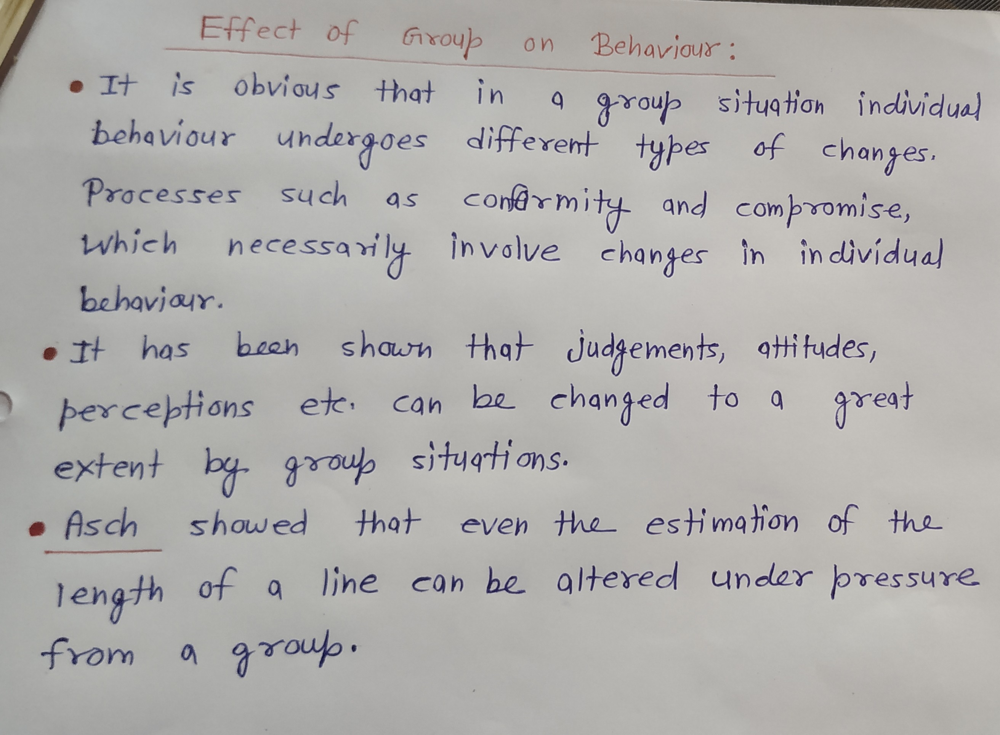 Effect of Group on Behaviour:
• It is obvious that in a group situation individual
behaviour undergoes different types of changes.
Processes such as conformity and compromise,
Which necessarily involve changes in individual
behaviour.
• It has been shown that judgements, attitudes,
perceptions etc. can be changed to a great
extent by group situations.
• Asch showed that even the estimation of the
length of a line can be altered under pressure
from a group.